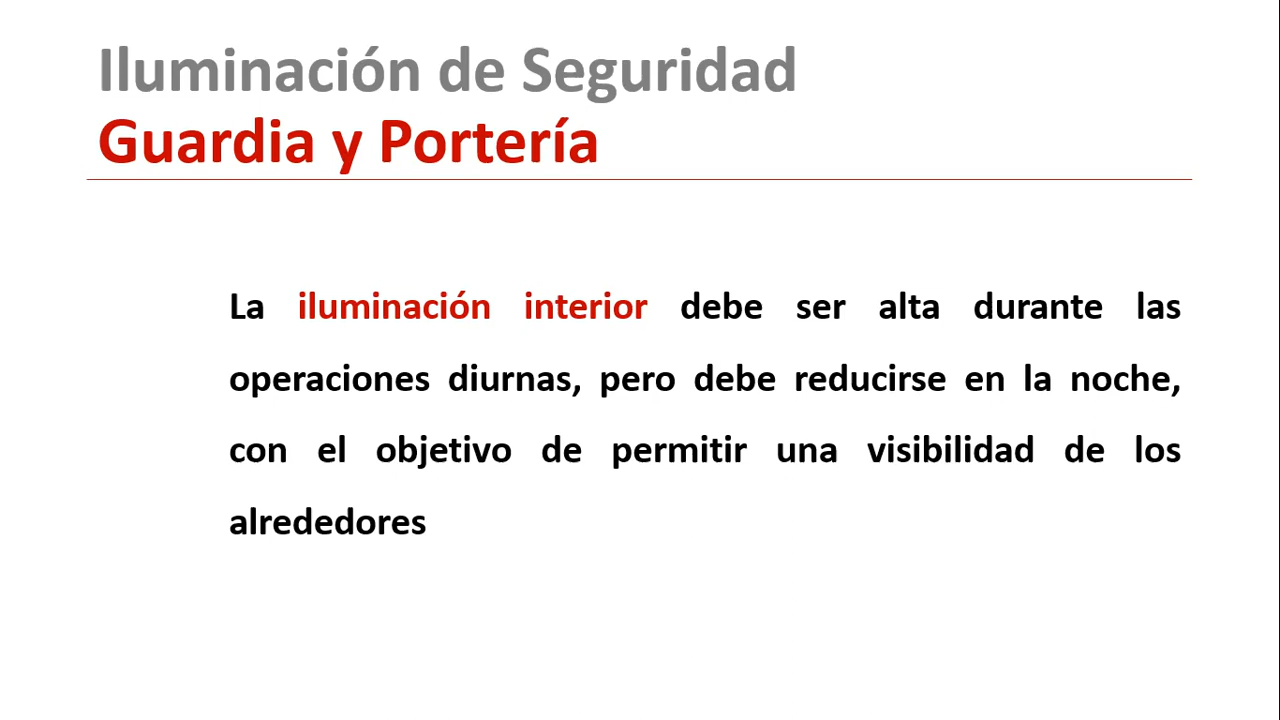 Iluminación de Seguridad
Guardia y Portería
La iluminación interior debe ser alta durante las
operaciones diurnas, pero debe reducirse en la noche,
con el objetivo de permitir una visibilidad de los
alrededores